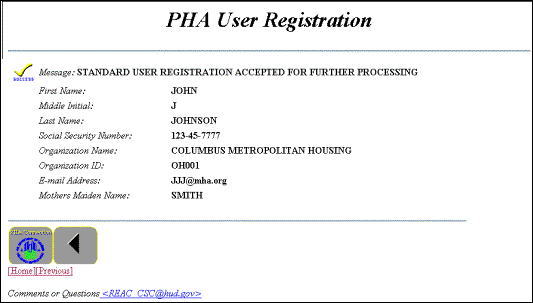 PHA User Registration
SUCCESS
Message: STANDARD USER REGISTRATION ACCEPTED FOR FURTHER PROCESSING
First Name: JOHN
Middle Initial: J
Last Name: JOHNSON
Social Security Number: 123-45-7777
Organization Name: COLUMBUS METROPOLITAN HOUSING
Organization ID: OH001
E-mail Address: JJJ@mha.org
Mothers Maiden Name: SMITH
PHA Connection
[Home][Previous]
Comments or Questions <REAC_CSC@hud.gov>